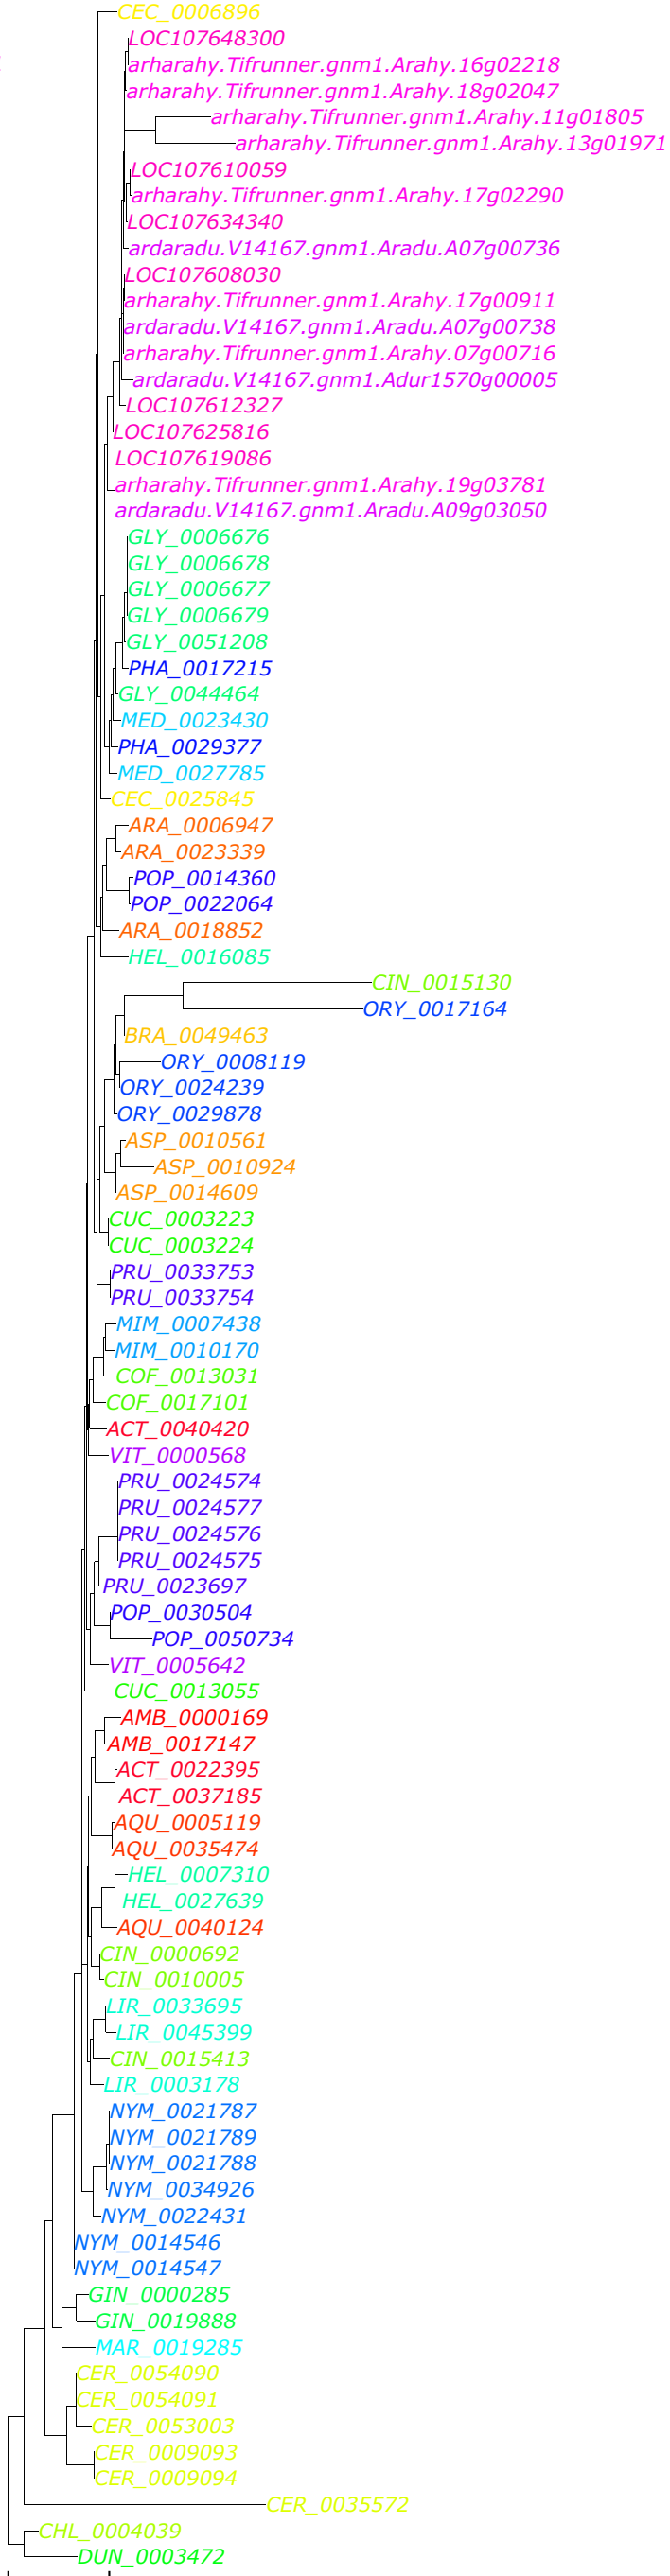 CEC_0006896
LOC107648300
arharahy.Tifrunner.gnm1.Arahy.16g02218
arharahy.Tifrunner.gnm1.Arahy.18g02047
arharahy.Tifrunner.gnm1.Arahy.11g01805
arharahy.Tifrunner.gnm1.Arahy.13g01971
LOC107610059
arharahy.Tifrunner.gnm1.Arahy.17g02290
LOC107634340
ardaradu.V14167.gnm1.Aradu.A07g00736
LOC107608030
arharahy.Tifrunner.gnm1.Arahy.17g00911
ardaradu.V14167.gnm1.Aradu.A07g00738
arharahy.Tifrunner.gnm1.Arahy.07g00716
ardaradu.V14167.gnm1.Adur1570g00005
LOC107612327
LOC107625816
LOC107619086
arharahy.Tifrunner.gnm1.Arahy.19g03781
ardaradu.V14167.gnm1.Aradu.A09g03050
GLY_0006676
GLY_0006678
GLY_0006677
GLY_0006679
GLY_0051208
PHA_0017215
GLY_0044464
MED_0023430
PHA_0029377
MED_0027785
CEC_0025845
ARA_0006947
ARA_0023339
POP_0014360
POP_0022064
ARA_0018852
HEL_0016085
CIN_0015130
ORY_0017164
BRA_0049463
ORY_0008119
ORY_0024239
ORY_0029878
ASP_0010561
ASP_0010924
ASP_0014609
CUC_0003223
CUC_0003224
PRU_0033753
PRU_0033754
MIM_0007438
MIM_0010170
COF_0013031
COF_0017101
ACT_0040420
VIT_0000568
PRU_0024574
PRU_0024577
PRU_0024576
PRU_0024575
PRU_0023697
POP_0030504
POP_0050734
VIT_0005642
CUC_0013055
AMB_0000169
AMB_0017147
ACT_0022395
ACT_0037185
AQU_0005119
AQU_0035474
HEL_0007310
HEL_0027639
AQU_0040124
CIN_0000692
CIN_0010005
LIR_0033695
LIR_0045399
CIN_0015413
LIR_0003178
NYM_0021787
NYM_0021789
NYM_0021788
NYM_0034926
NYM_0022431
NYM_0014546
NYM_0014547
GIN_0000285
GIN_0019888
MAR_0019285
CER_0054090
CER_0054091
CER_0053003
CER_0009093
CER_0009094
CER_0035572
CHL_0004039
DUN_0003472